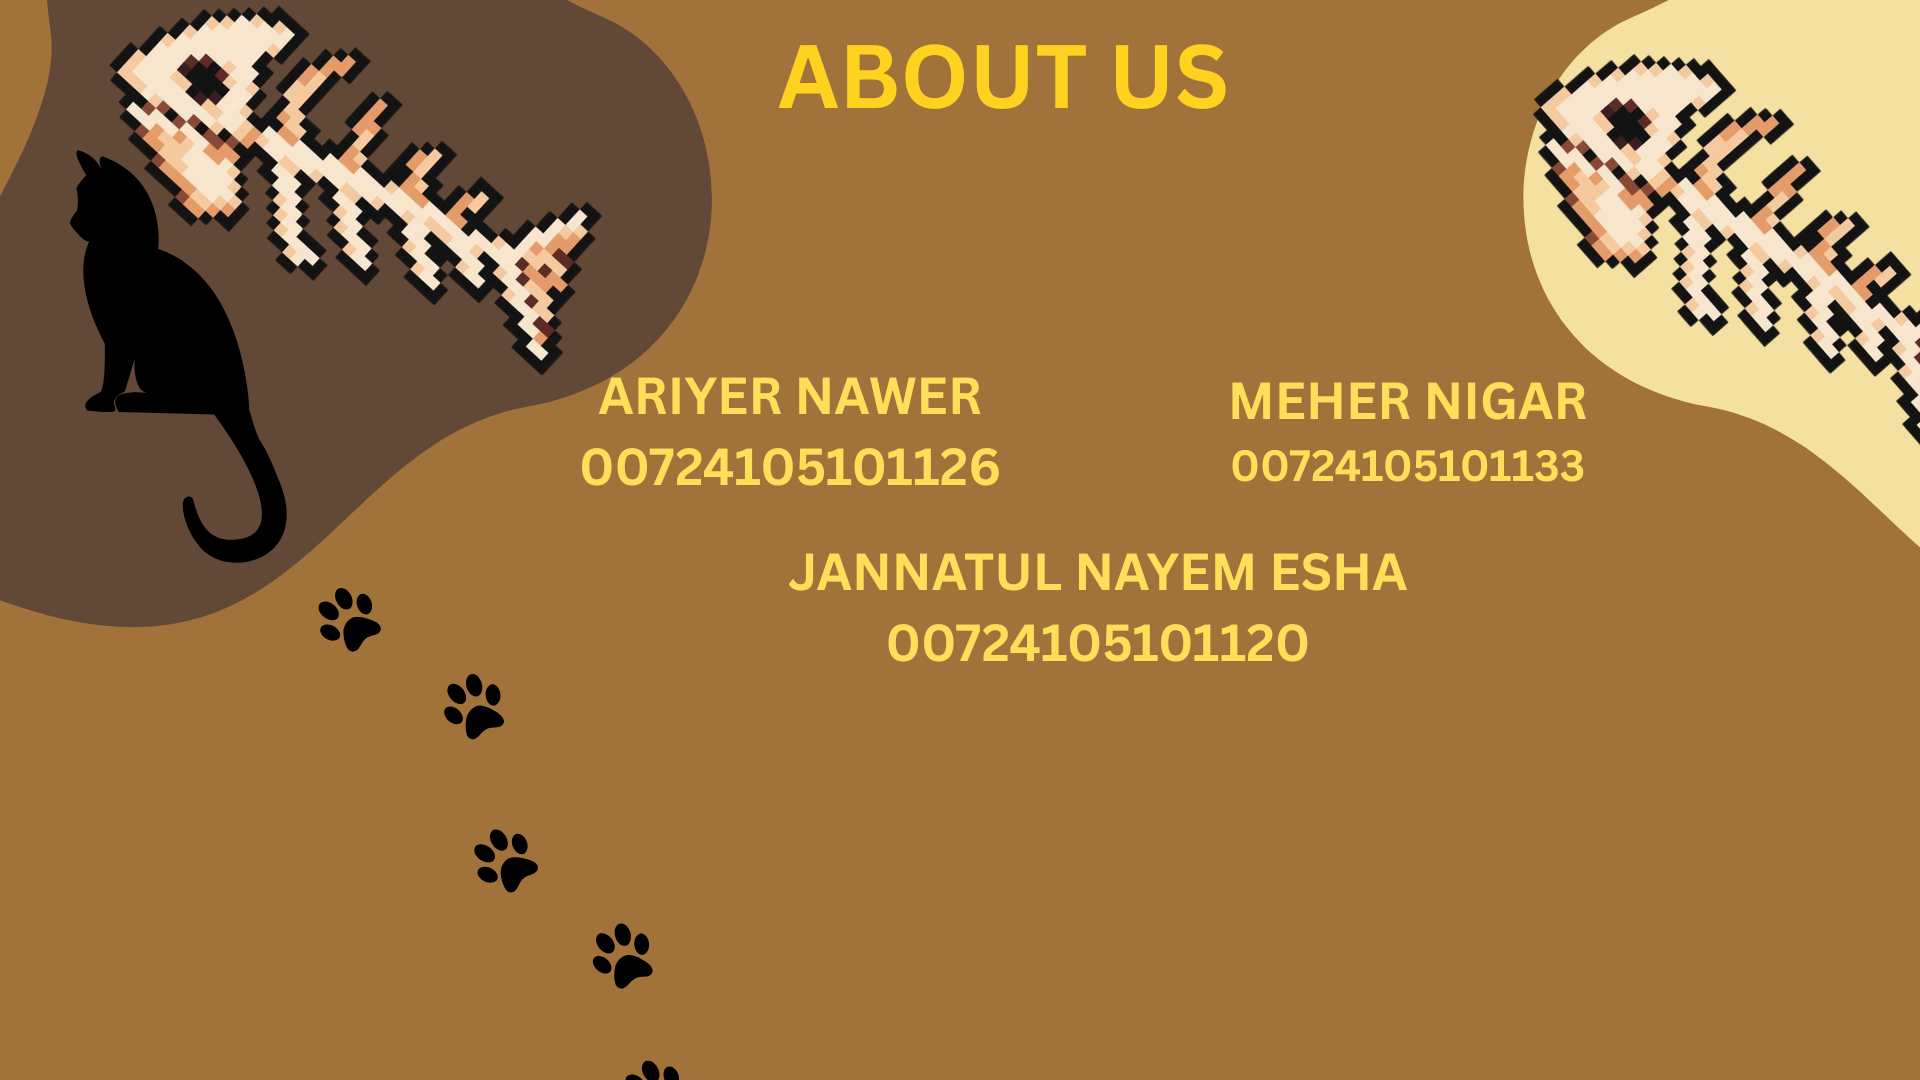 ABOUT US
ARIYER NAWER
00724105101126
MEHER NIGAR
00724105101133
JANNATUL NAYEM ESHA
00724105101120